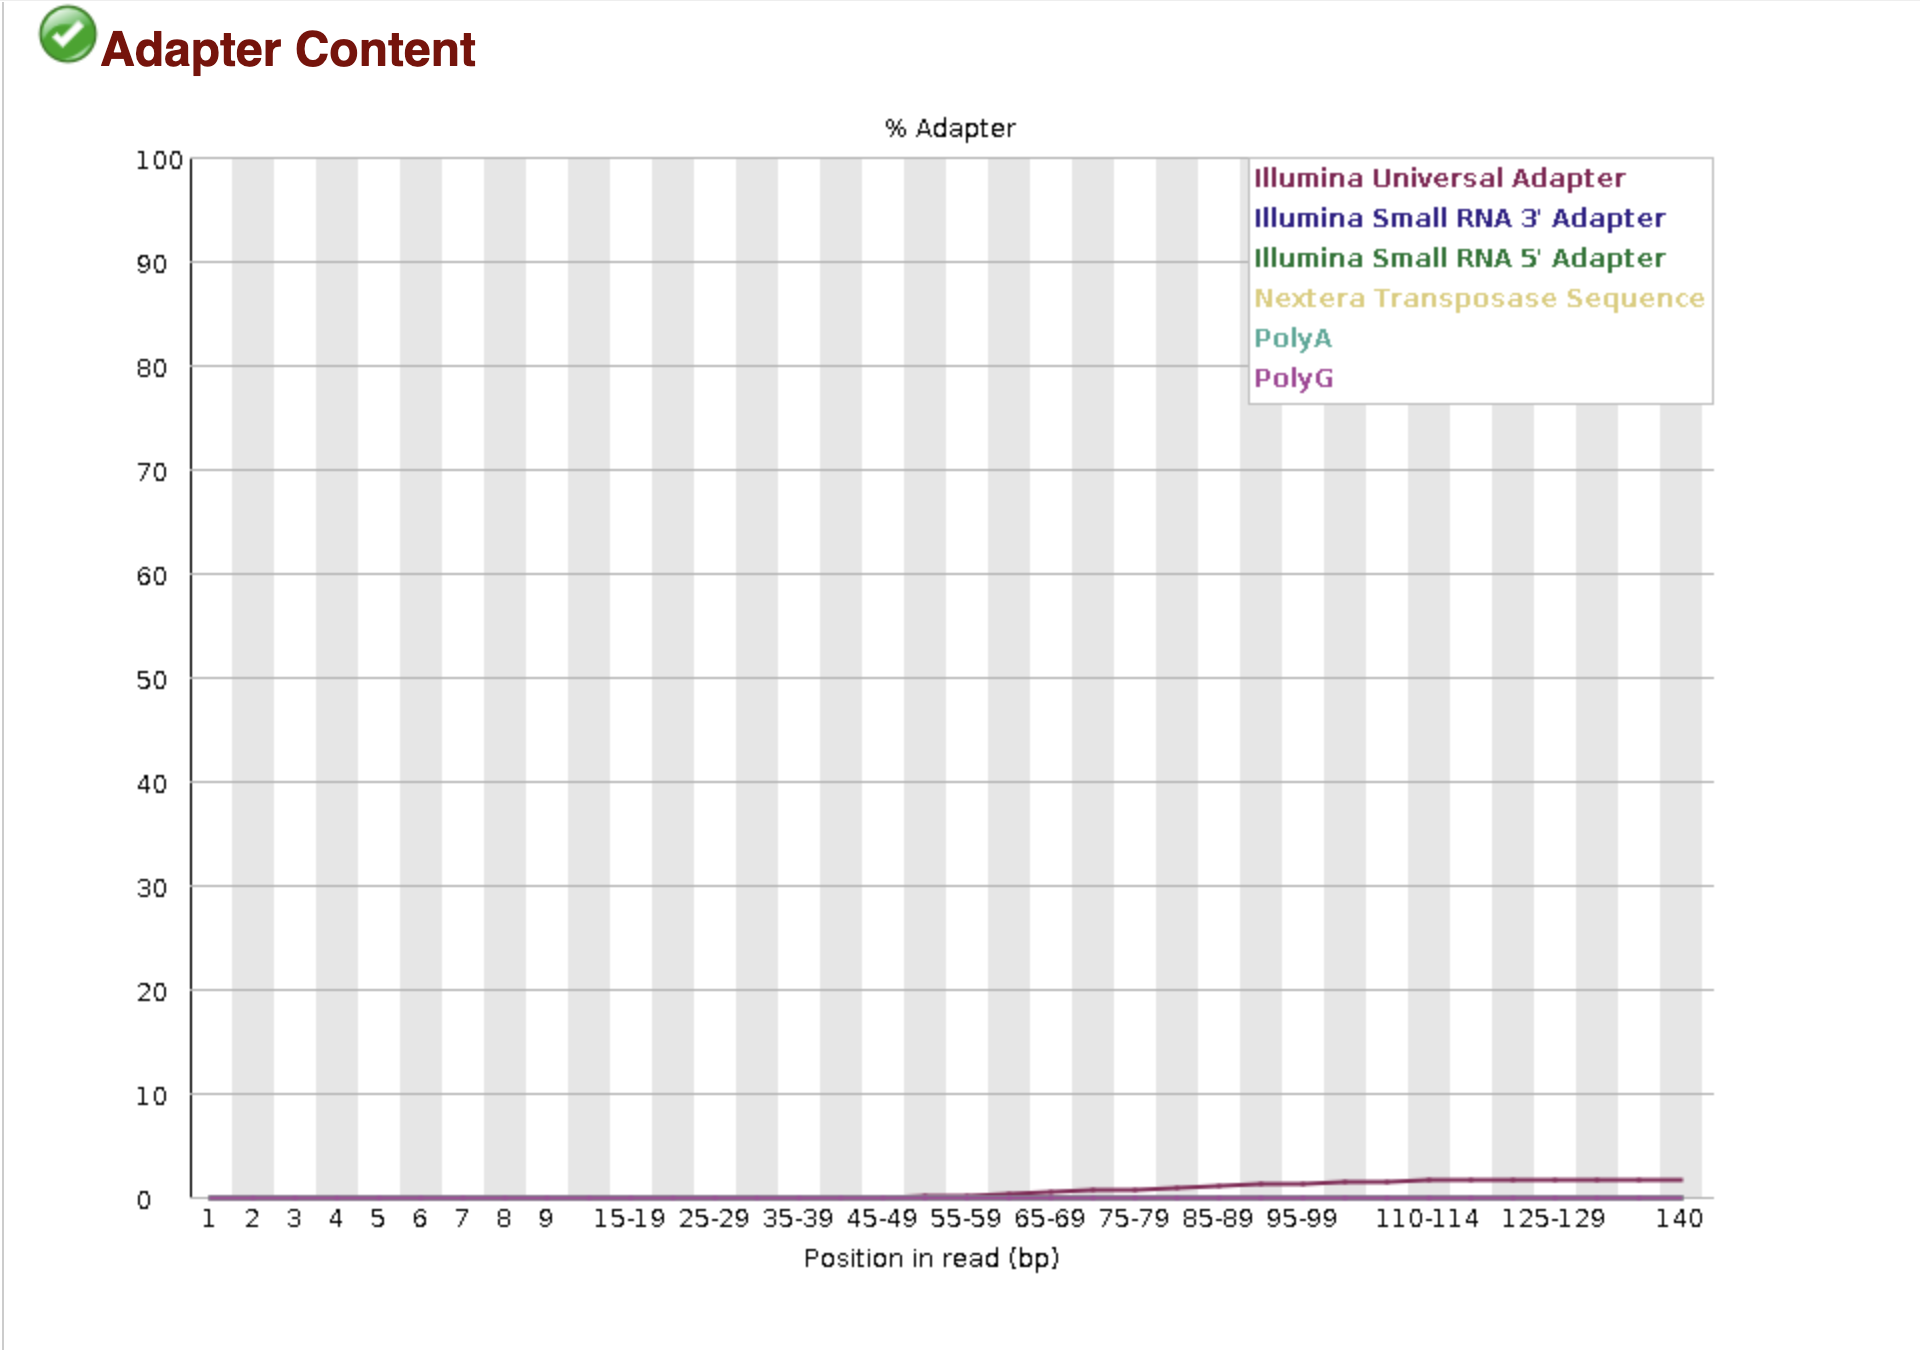 Adapter Content
% Adapter
100
Illumina Universal Adapter
Illumina Small RNA 3' Adapter
Illumina Small RNA 5' Adapter
Nextera Transposase Sequence
PolyA
PolyG
90
80
70
60
50
40
30
20
10
0
1 2 3 4 5 6 7 8 9 15-19 25-29 35-39 45-49 55-59 65-69 75-79 85-89 95-99 110-114 125-129 140
Position in read (bp)